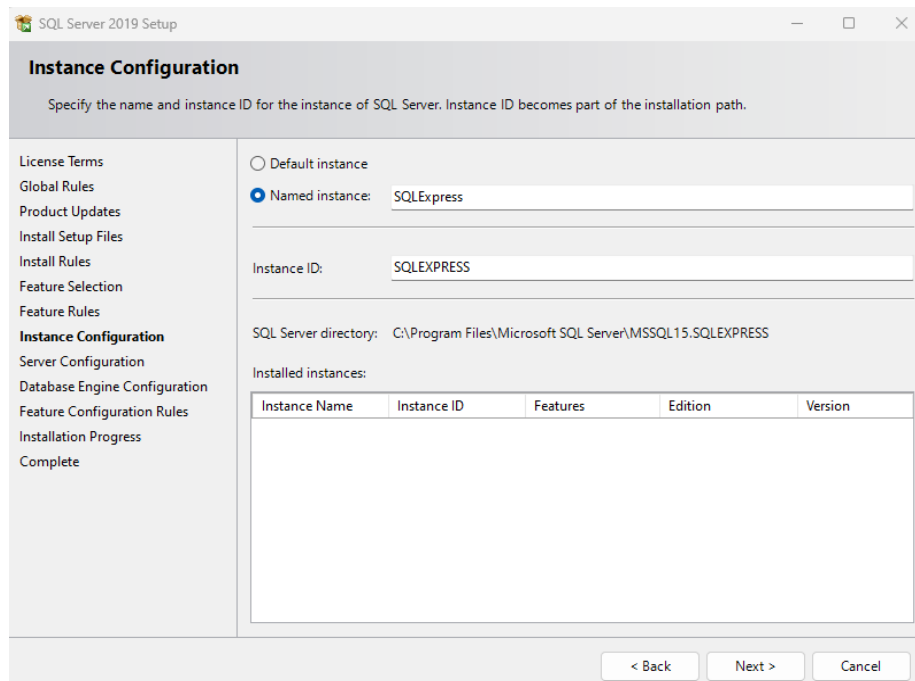 SQL Server 2019 Setup
Instance Configuration
Specify the name and instance ID for the instance of SQL Server. Instance ID becomes part of the installation path.
License Terms
Global Rules
Product Updates
Install Setup Files
Install Rules
Feature Selection
Feature Rules
Instance Configuration
Server Configuration
Database Engine Configuration
Feature Configuration Rules
Installation Progress
Complete
Default instance
Named instance: SQLExpress
Instance ID: SQLEXPRESS
SQL Server directory: C:\Program Files\Microsoft SQL Server\MSSQL15.SQLEXPRESS
Installed instances:
Instance Name Instance ID Features Edition Version
< Back Next > Cancel